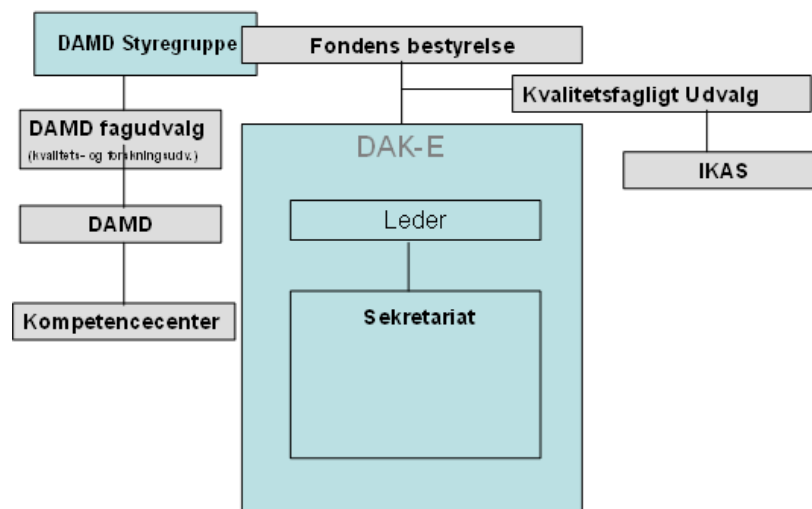 DAMD Styregruppe
Fondens bestyrelse
Kvalitetsfagligt Udvalg
DAMD fagudvalg
(kvalitets- og forskningsudv.)
DAK-E
IKAS
DAMD
Leder
Kompetencecenter
Sekretariat